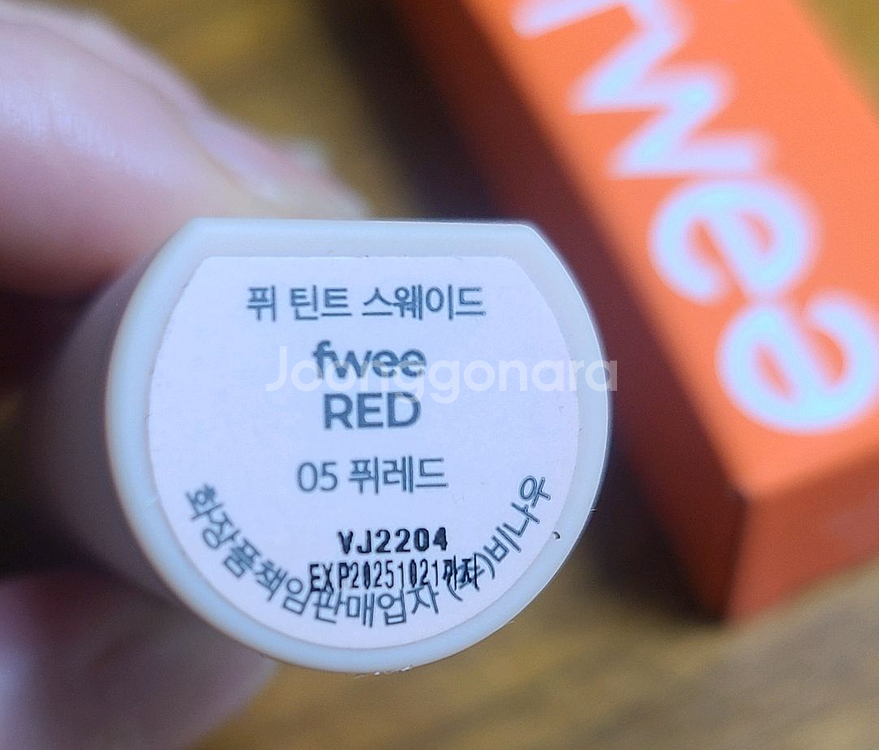 퓌 틴트 스웨이드
fwee
RED
05 퓌레드
VJ2204
EXP20251021까지
화장품책임판매업자 (주)비나우
fwee
Joonggonara